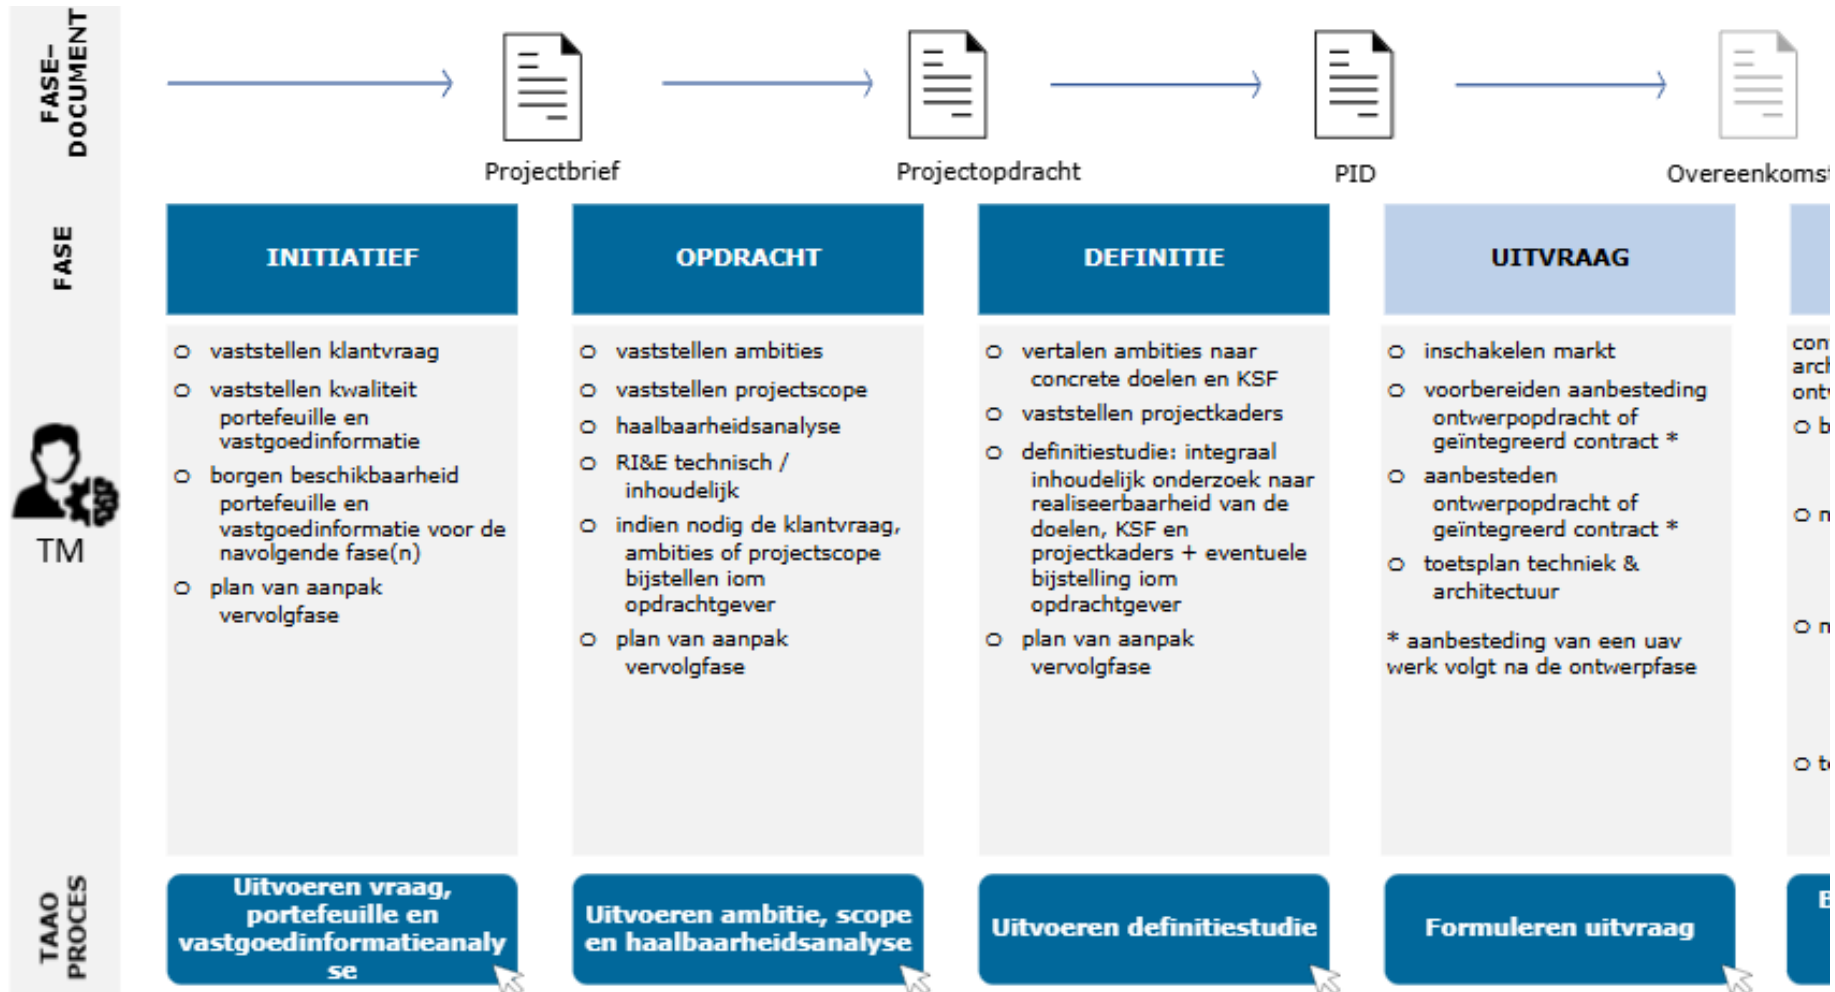 FASE-
DOCUMENT
Projectbrief
Projectopdracht
PID
Overeenkomst
FASE
INITIATIEF
OPDRACHT
DEFINITIE
UITVRAAG
TM
o vaststellen klantvraag
o vaststellen kwaliteit
portefeuille en
vastgoedinformatie
o borgen beschikbaarheid
portefeuille en
vastgoedinformatie voor de
navolgende fase(n)
o plan van aanpak
vervolgfase
o vaststellen ambities
o vaststellen projectscope
o haalbaarheidsanalyse
o RI&E technisch /
inhoudelijk
o indien nodig de klantvraag,
ambities of projectscope
bijstellen iom
opdrachtgever
o plan van aanpak
vervolgfase
o vertalen ambities naar
concrete doelen en KSF
o vaststellen projectkaders
o definitiestudie: integraal
inhoudelijk onderzoek naar
realiseerbaarheid van de
doelen, KSF en
projectkaders + eventuele
bijstelling iom
opdrachtgever
o plan van aanpak
vervolgfase
o inschakelen markt
o voorbereiden aanbesteding
ontwerpopdracht of
geïntegreerd contract *
o aanbesteden
ontwerpopdracht of
geïntegreerd contract *
o toetsplan techniek &
architectuur
* aanbesteding van een uav
werk volgt na de ontwerpfase
TAAO
PROCES
Uitvoeren vraag,
portefeuille en
vastgoedinformatieanaly
se
Uitvoeren ambitie, scope
en haalbaarheidsanalyse
Uitvoeren definitiestudie
Formuleren uitvraag